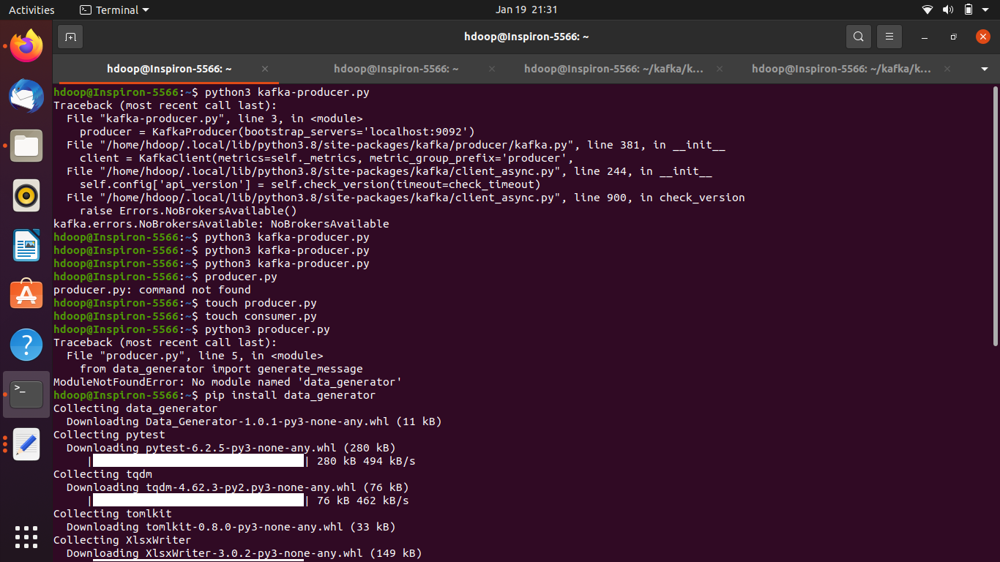 Activities
Terminal
Jan 19 21:31
hdoop@Inspiron-5566: ~
hdoop@Inspiron-5566: ~
hdoop@Inspiron-5566: ~
hdoop@Inspiron-5566: ~/kafka/k...
hdoop@Inspiron-5566: ~/kafka/k...
hdoop@Inspiron-5566:~$ python3 kafka-producer.py
Traceback (most recent call last):
  File "kafka-producer.py", line 3, in <module>
    producer = KafkaProducer(bootstrap_servers='localhost:9092')
  File "/home/hdoop/.local/lib/python3.8/site-packages/kafka/producer/kafka.py", line 381, in __init__
    client = KafkaClient(metrics=self._metrics, metric_group_prefix='producer',
  File "/home/hdoop/.local/lib/python3.8/site-packages/kafka/client_async.py", line 244, in __init__
    self.config['api_version'] = self.check_version(timeout=check_timeout)
  File "/home/hdoop/.local/lib/python3.8/site-packages/kafka/client_async.py", line 900, in check_version
    raise Errors.NoBrokersAvailable()
kafka.errors.NoBrokersAvailable: NoBrokersAvailable
hdoop@Inspiron-5566:~$ python3 kafka-producer.py
hdoop@Inspiron-5566:~$ python3 kafka-producer.py
hdoop@Inspiron-5566:~$ python3 kafka-producer.py
hdoop@Inspiron-5566:~$ producer.py
producer.py: command not found
hdoop@Inspiron-5566:~$ touch producer.py
hdoop@Inspiron-5566:~$ touch consumer.py
hdoop@Inspiron-5566:~$ python3 producer.py
Traceback (most recent call last):
  File "producer.py", line 5, in <module>
    from data_generator import generate_message
ModuleNotFoundError: No module named 'data_generator'
hdoop@Inspiron-5566:~$ pip install data_generator
Collecting data_generator
  Downloading Data_Generator-1.0.1-py3-none-any.whl (11 kB)
Collecting pytest
  Downloading pytest-6.2.5-py3-none-any.whl (280 kB)
     | | 280 kB 494 kB/s
Collecting tqdm
  Downloading tqdm-4.62.3-py2.py3-none-any.whl (76 kB)
     | | 76 kB 462 kB/s
Collecting tomlkit
  Downloading tomlkit-0.8.0-py3-none-any.whl (33 kB)
Collecting XlsxWriter
  Downloading XlsxWriter-3.0.2-py3-none-any.whl (149 kB)